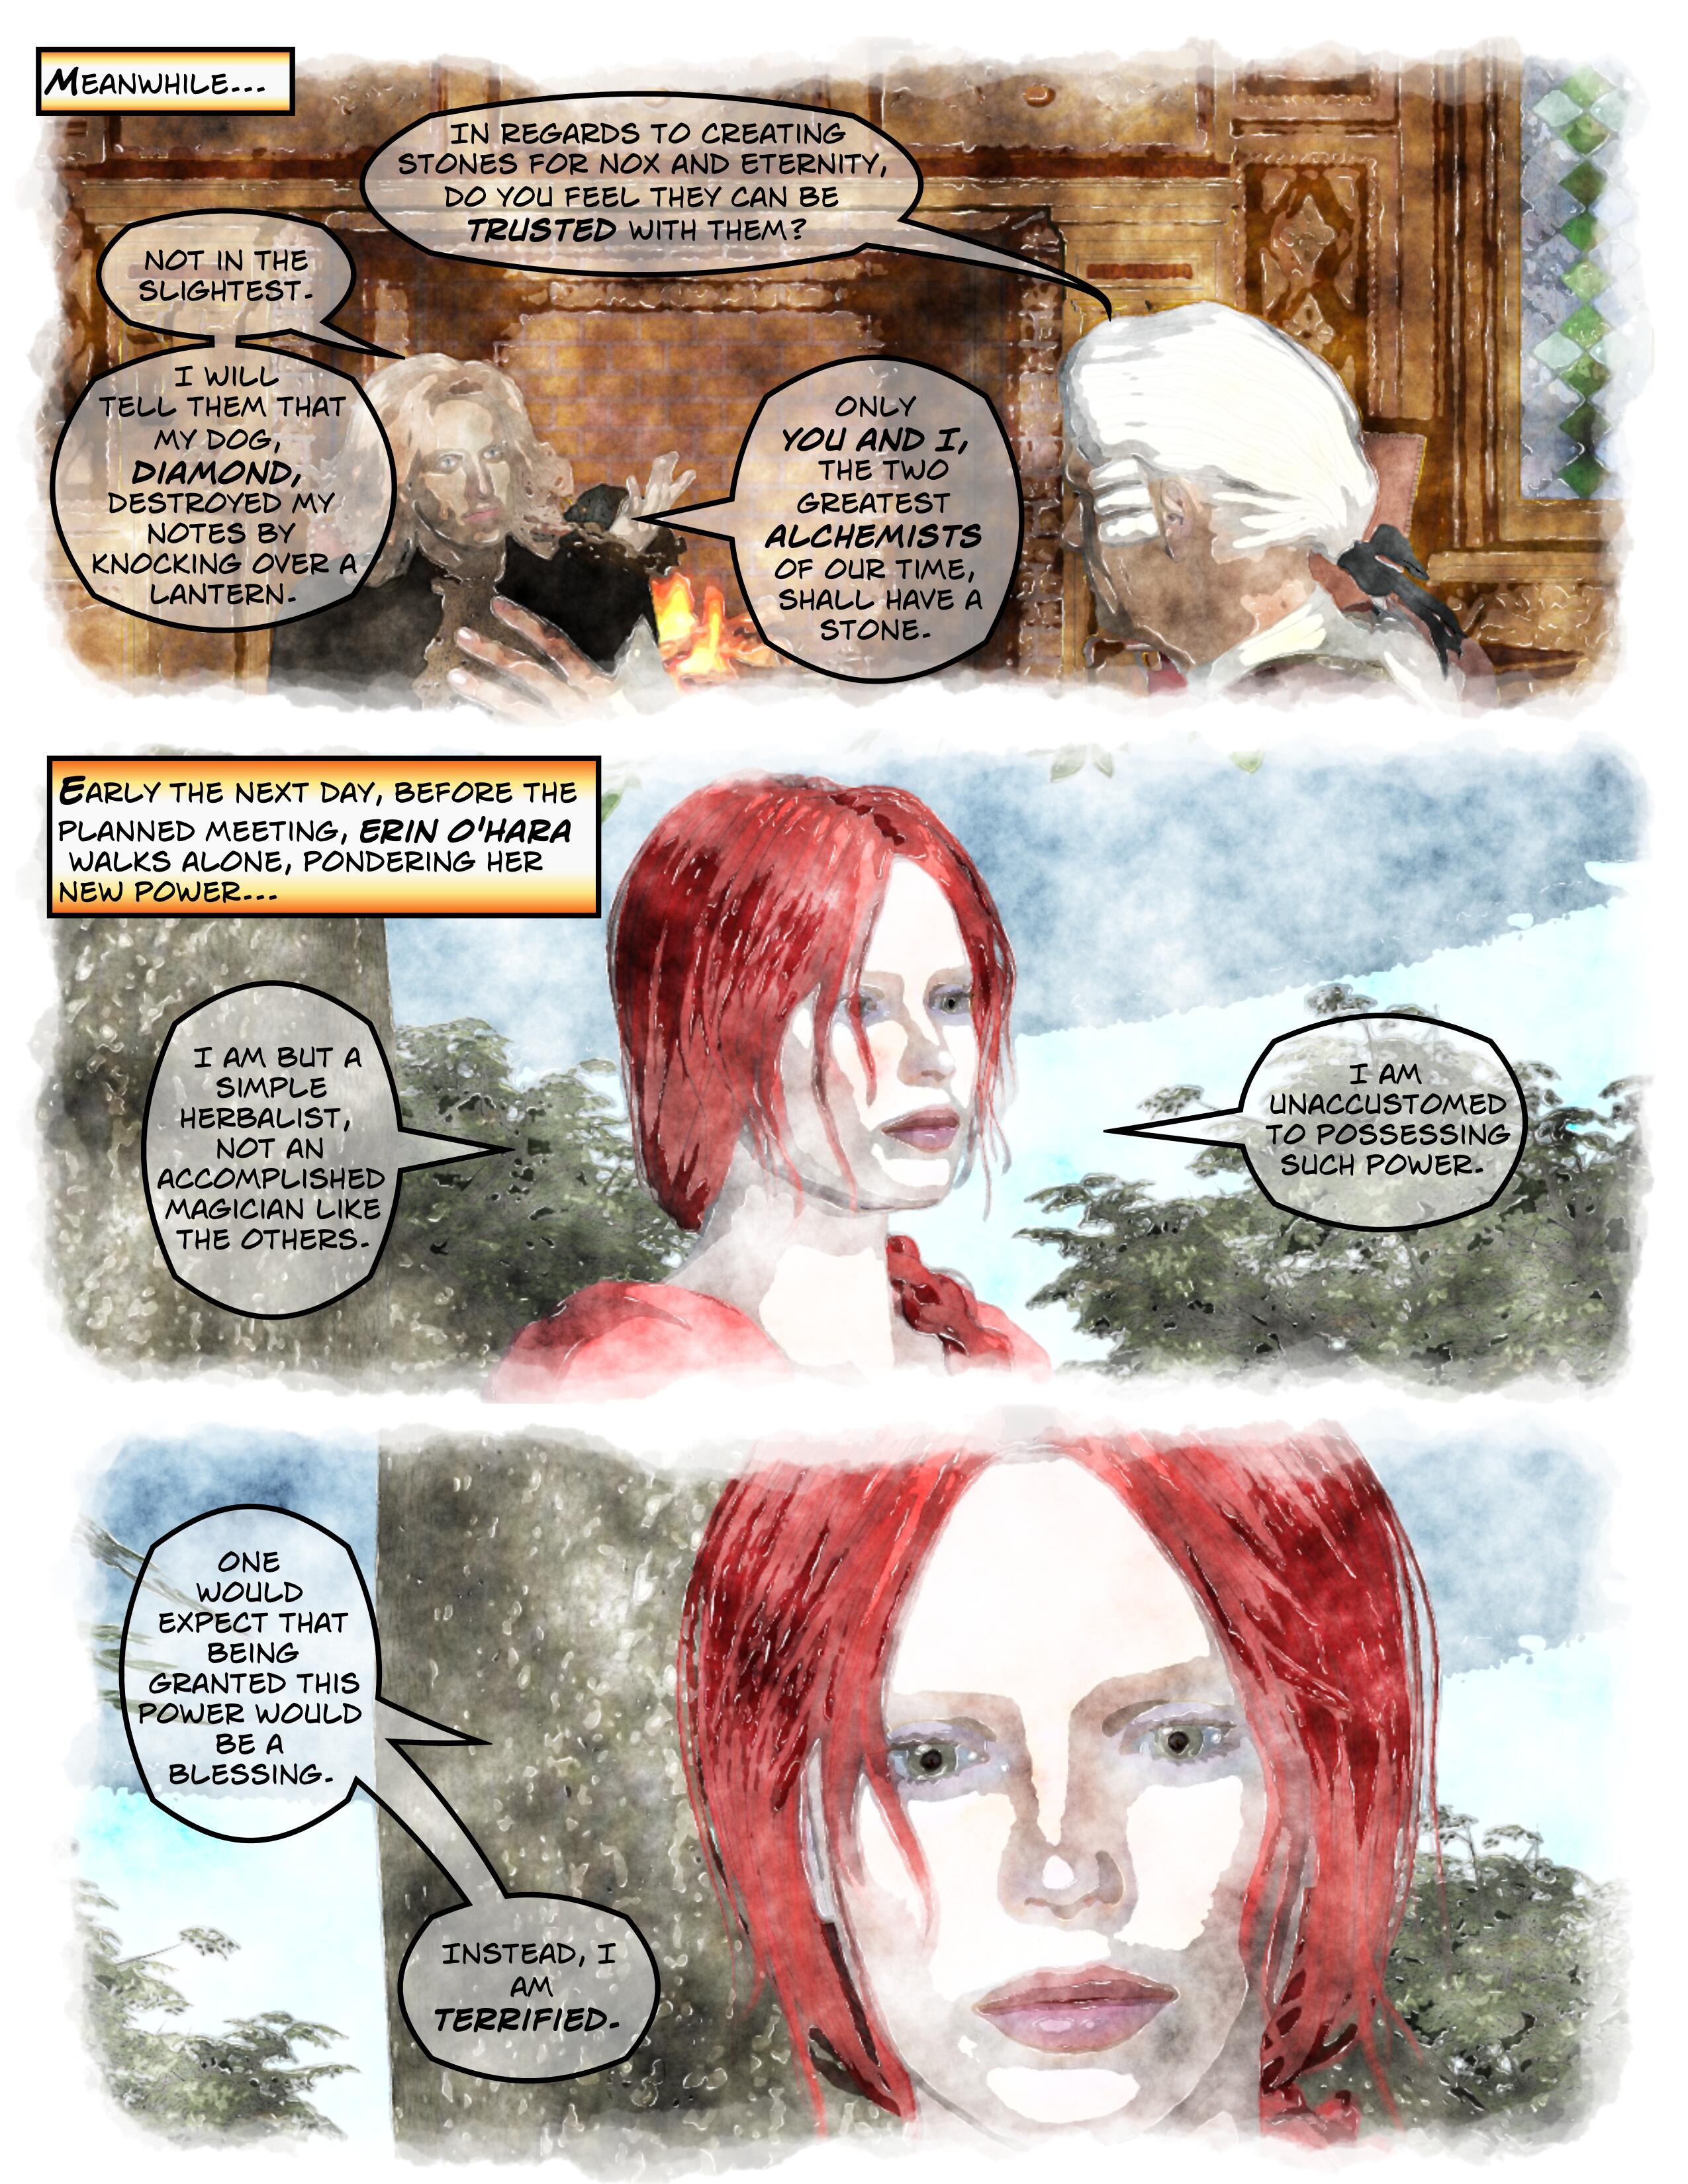 MEANWHILE...
IN REGARDS TO CREATING
STONES FOR NOX AND ETERNITY,
DO YOU FEEL THEY CAN BE
TRUSTED WITH THEM?
NOT IN THE
SLIGHTEST.
I WILL
TELL THEM THAT
MY DOG,
DIAMOND,
DESTROYED MY
NOTES BY
KNOCKING OVER A
LANTERN.
ONLY
YOU AND I,
THE TWO
GREATEST
ALCHEMISTS
OF OUR TIME,
SHALL HAVE A
STONE.
EARLY THE NEXT DAY, BEFORE THE
PLANNED MEETING, ERIN O'HARA
WALKS ALONE, PONDERING HER
NEW POWER...
I AM BUT A
SIMPLE
HERBALIST,
NOT AN
ACCOMPLISHED
MAGICIAN LIKE
THE OTHERS.
I AM
UNACCUSTOMED
TO POSSESSING
SUCH POWER.
ONE
WOULD
EXPECT THAT
BEING
GRANTED THIS
POWER WOULD
BE A
BLESSING.
INSTEAD, I
AM
TERRIFIED.